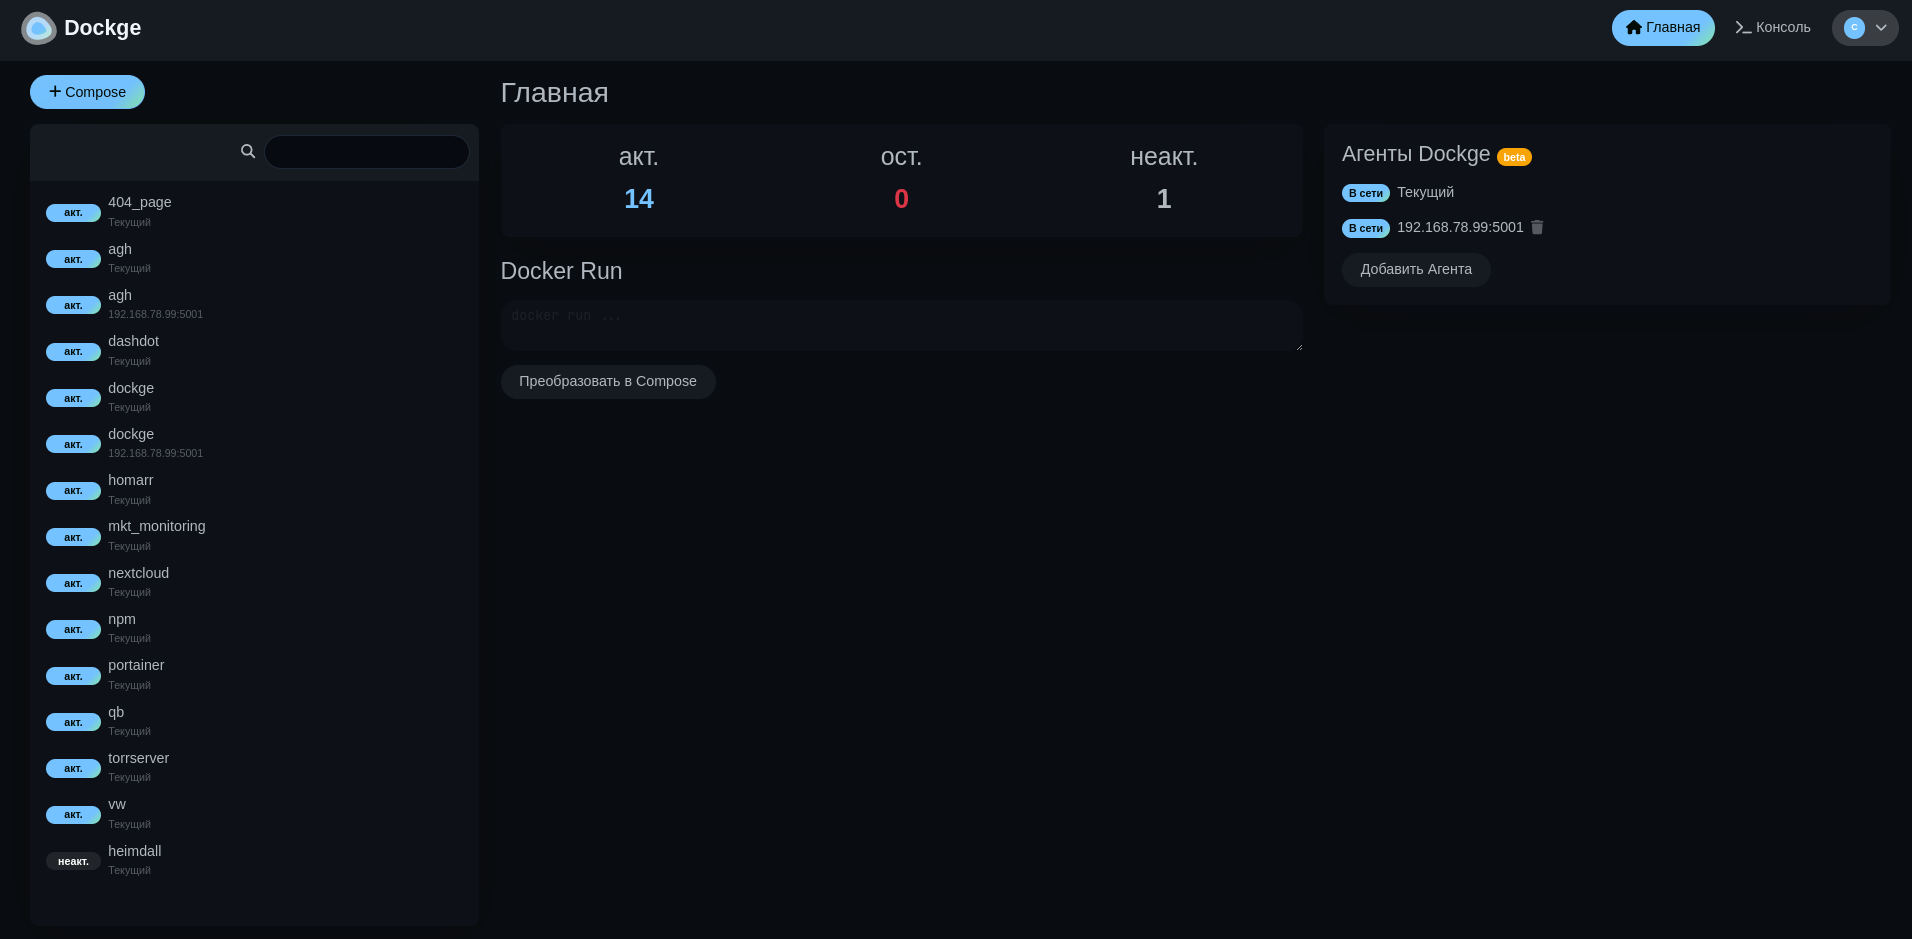 Dockge
Главная
Консоль
C
Compose
акт. 404_page
Текущий
акт. agh
Текущий
акт. agh
192.168.78.99:5001
акт. dashdot
Текущий
акт. dockge
Текущий
акт. dockge
192.168.78.99:5001
акт. homarr
Текущий
акт. mkt_monitoring
Текущий
акт. nextcloud
Текущий
акт. npm
Текущий
акт. portainer
Текущий
акт. qb
Текущий
акт. torrserver
Текущий
акт. vw
Текущий
неакт. heimdall
Текущий
Главная
акт. ост. неакт.
14 0 1
Docker Run
docker run ...
Преобразовать в Compose
Агенты Dockge beta
В сети Текущий
В сети 192.168.78.99:5001
Добавить Агента